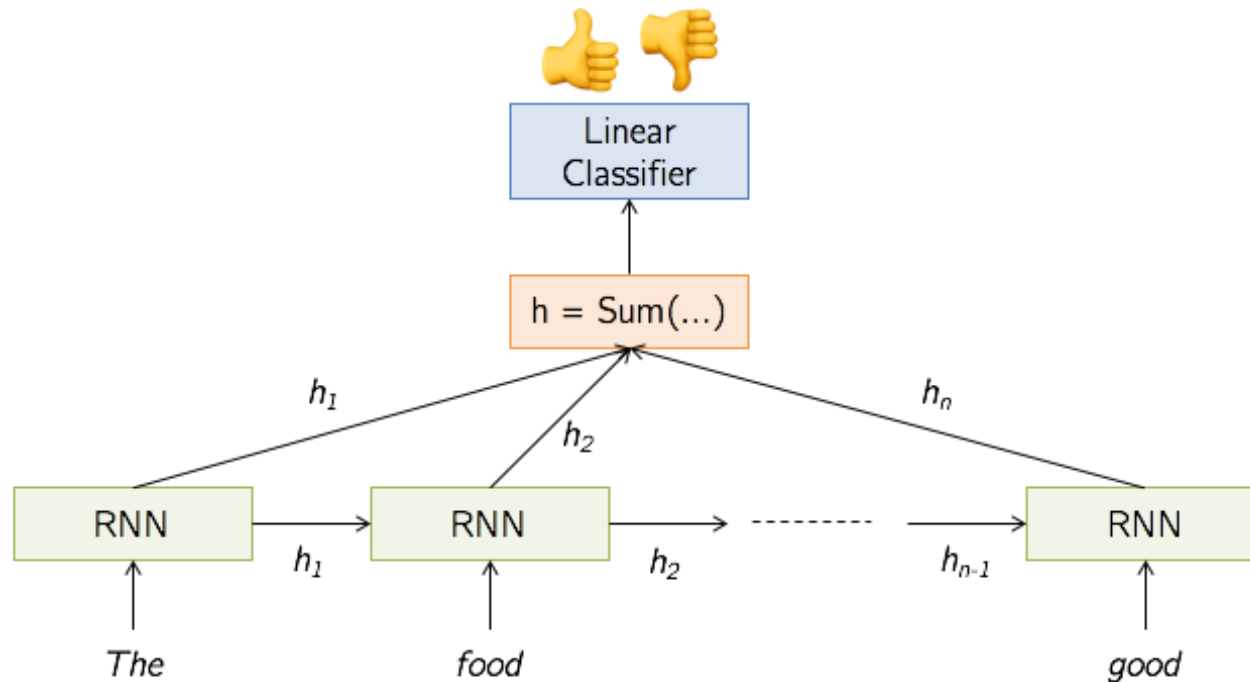 Linear
Classifier
h = Sum(...)
h₁
h₂
hₙ
RNN
RNN
RNN
h₁
h₂
--------
hₙ₋₁
The
food
good